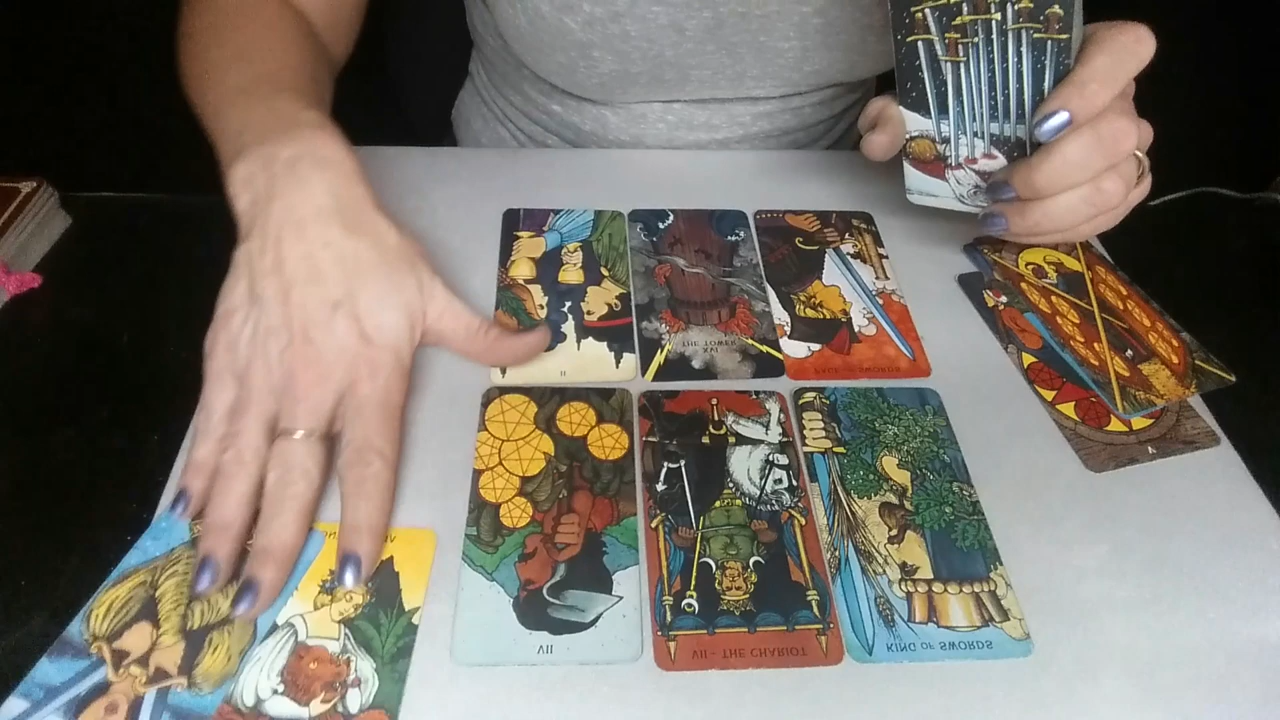 THE TOWER
XVI
II
PAGE OF SWORDS
VII
VII - THE CHARIOT
KING OF SWORDS